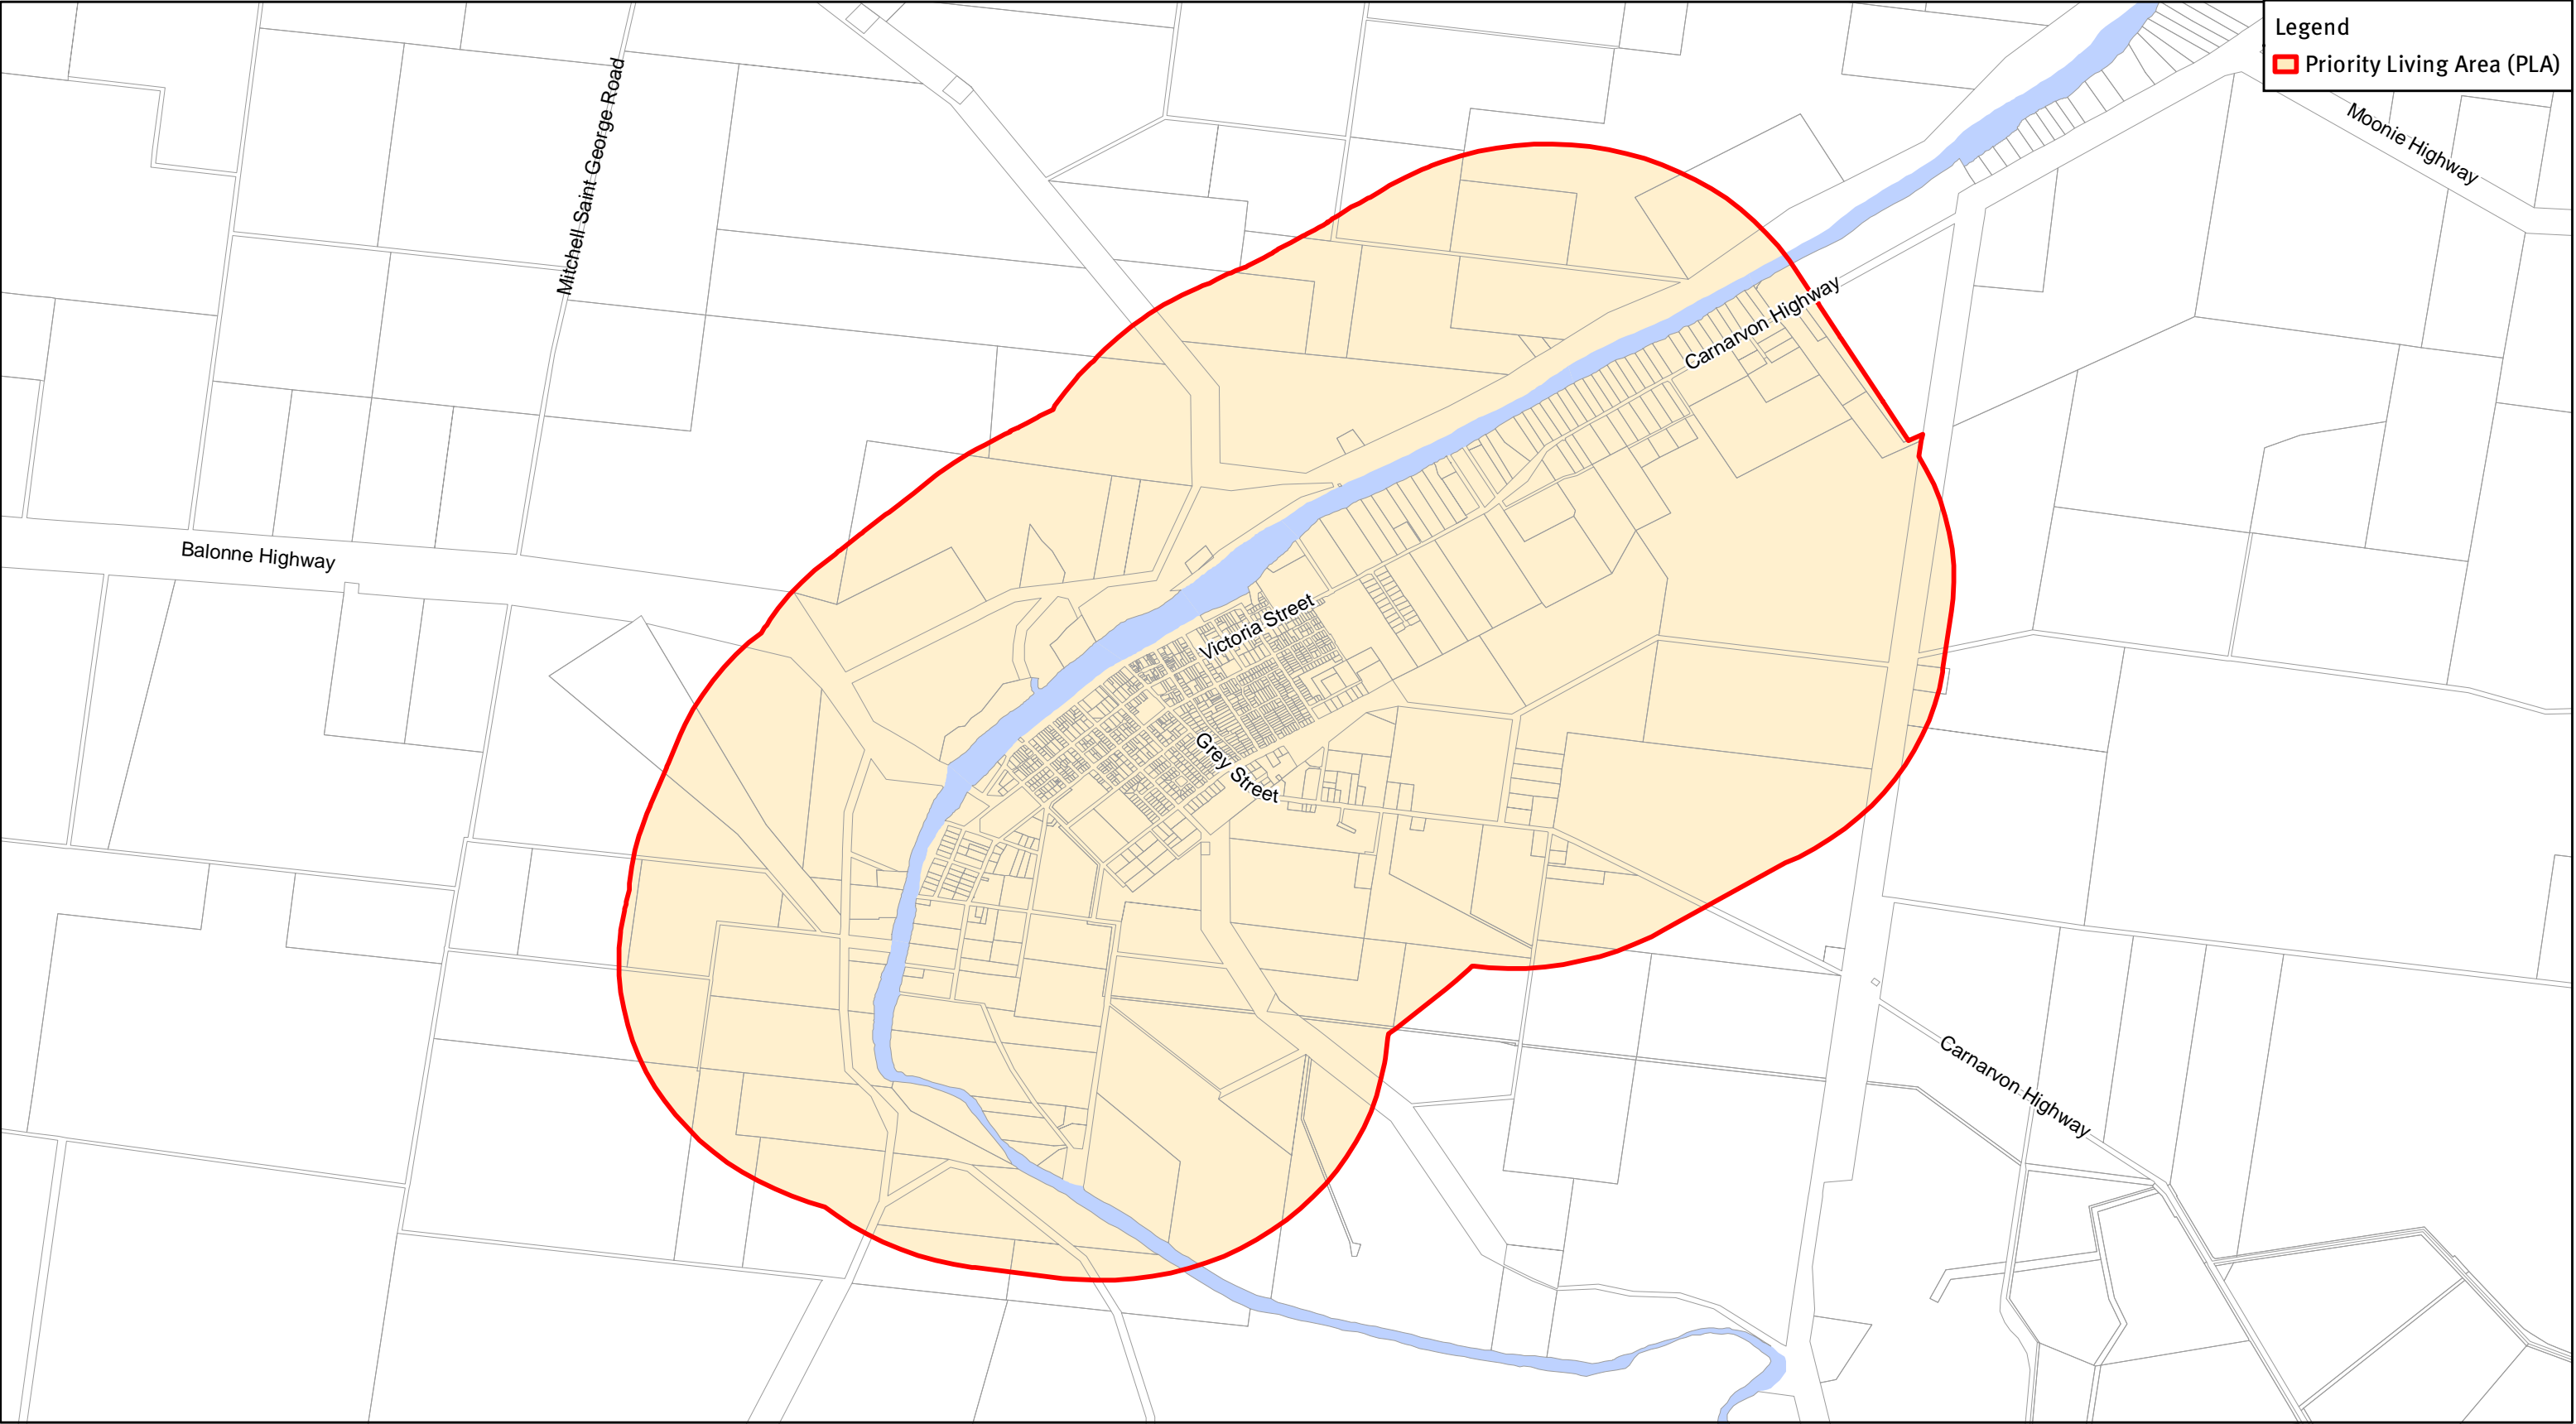 Legend
Priority Living Area (PLA)
Moonie Highway
Mitchell Saint George Road
Carnarvon Highway
Balonne Highway
Victoria Street
Grey Street
Carnarvon Highway